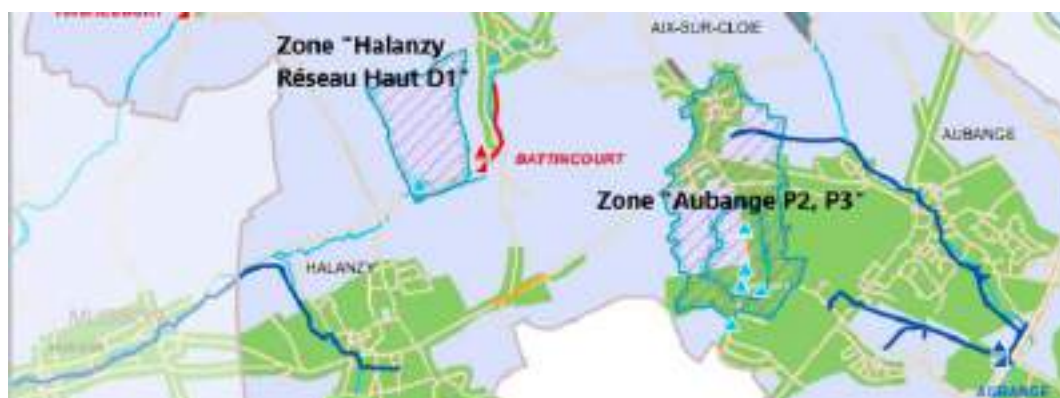 AIX-SUR-CLOIE
Zone "Halanzy
Réseau Haut D1"
AUBANGE
BATTINCOURT
Zone "Aubange P2, P3"
HALANZY
AUBANGE